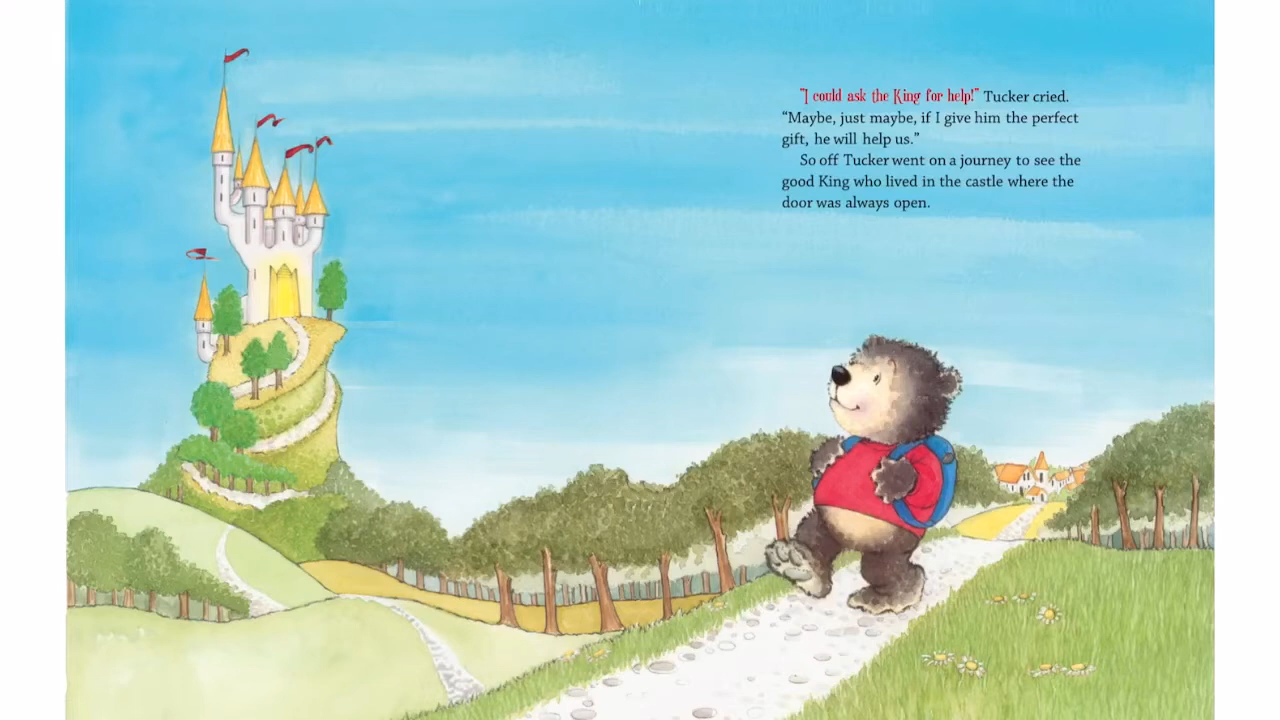 "I could ask the King for help!" Tucker cried.
“Maybe, just maybe, if I give him the perfect
gift, he will help us.”
So off Tucker went on a journey to see the
good King who lived in the castle where the
door was always open.